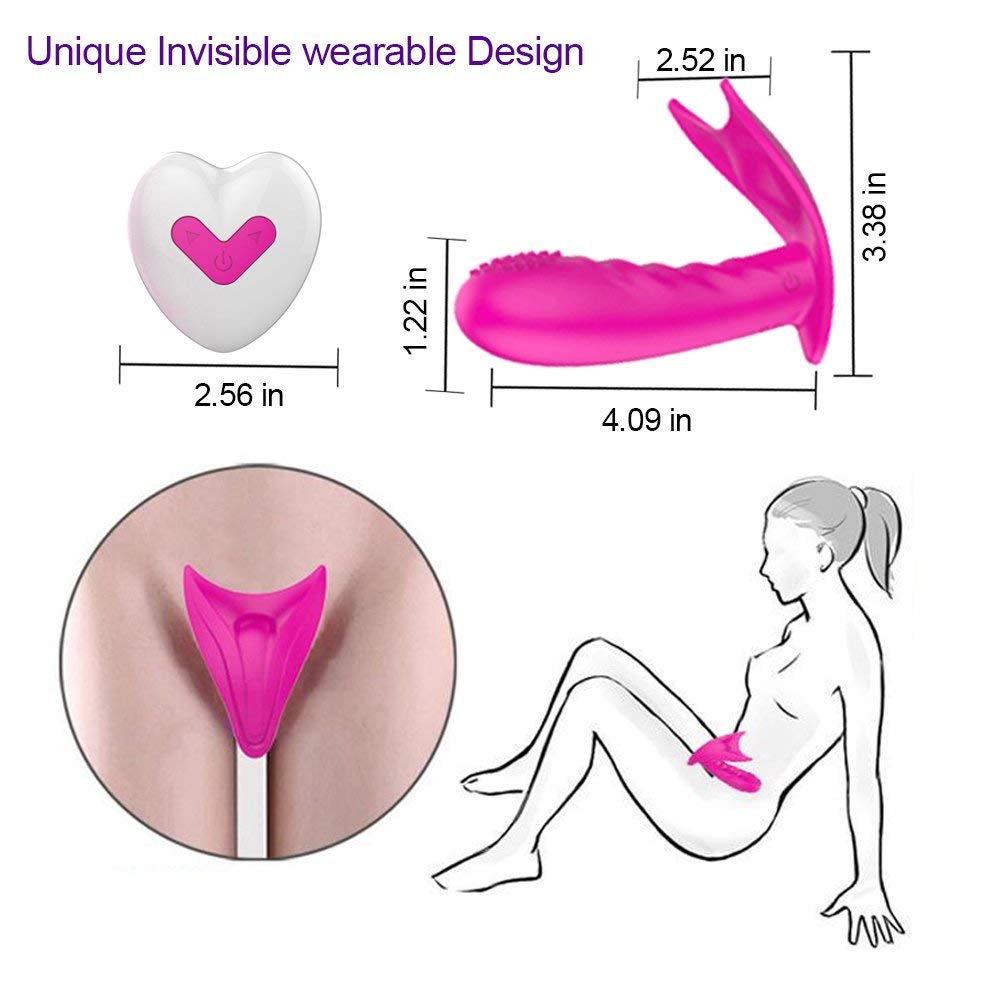 Unique Invisible wearable Design
2.52 in
3.38 in
1.22 in
2.56 in
4.09 in